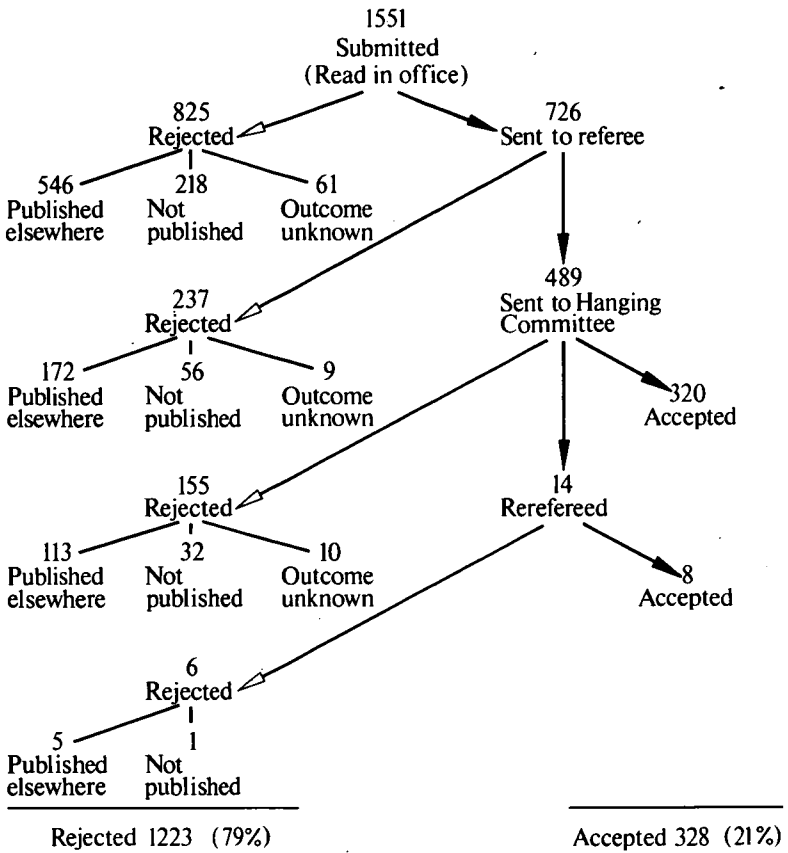 1551
Submitted
(Read in office)
825
Rejected
726
Sent to referee
546
Published
elsewhere
218
Not
published
61
Outcome
unknown
489
Sent to Hanging
Committee
237
Rejected
172
Published
elsewhere
56
Not
published
9
Outcome
unknown
320
Accepted
155
Rejected
14
Rerefereed
113
Published
elsewhere
32
Not
published
10
Outcome
unknown
8
Accepted
6
Rejected
5
Published
elsewhere
1
Not
published
Rejected 1223 (79%)
Accepted 328 (21%)